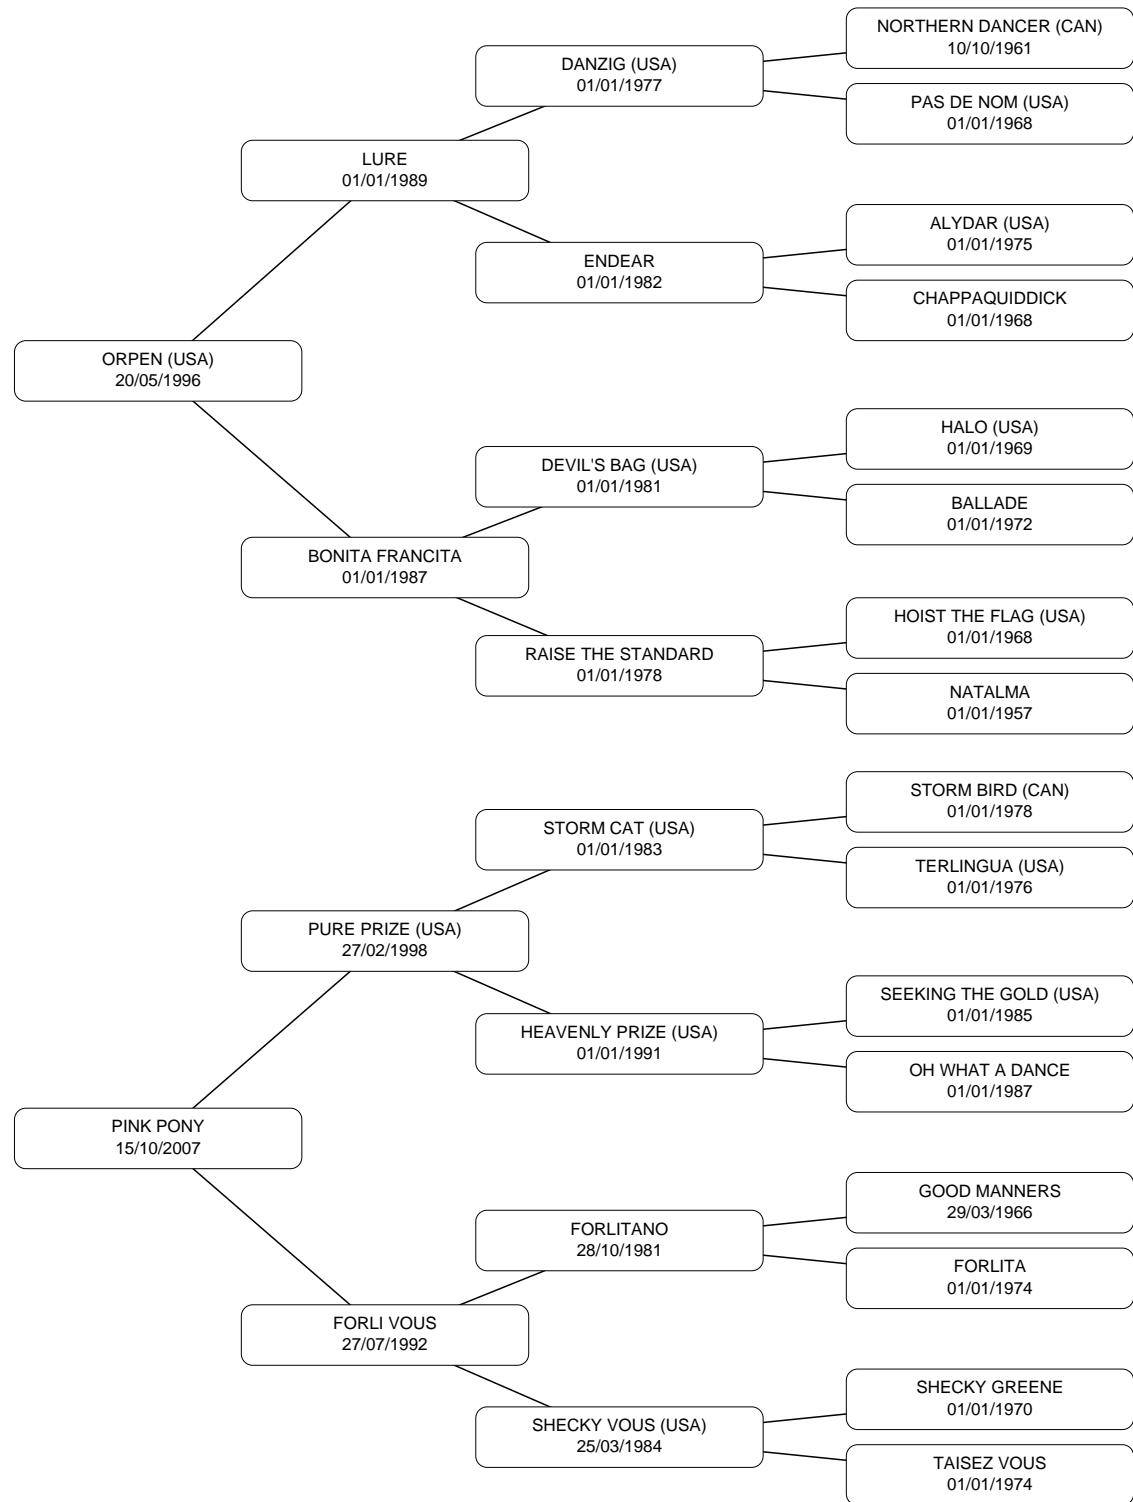 NORTHERN DANCER (CAN)
10/10/1961
DANZIG (USA)
01/01/1977
PAS DE NOM (USA)
01/01/1968
LURE
01/01/1989
ALYDAR (USA)
01/01/1975
ENDEAR
01/01/1982
CHAPPAQUIDDICK
01/01/1968
ORPEN (USA)
20/05/1996
HALO (USA)
01/01/1969
DEVIL'S BAG (USA)
01/01/1981
BALLADE
01/01/1972
BONITA FRANCITA
01/01/1987
HOIST THE FLAG (USA)
01/01/1968
RAISE THE STANDARD
01/01/1978
NATALMA
01/01/1957
STORM BIRD (CAN)
01/01/1978
STORM CAT (USA)
01/01/1983
TERLINGUA (USA)
01/01/1976
PURE PRIZE (USA)
27/02/1998
SEEKING THE GOLD (USA)
01/01/1985
HEAVENLY PRIZE (USA)
01/01/1991
OH WHAT A DANCE
01/01/1987
PINK PONY
15/10/2007
GOOD MANNERS
29/03/1966
FORLITANO
28/10/1981
FORLITA
01/01/1974
FORLI VOUS
27/07/1992
SHECKY GREENE
01/01/1970
SHECKY VOUS (USA)
25/03/1984
TAISEZ VOUS
01/01/1974